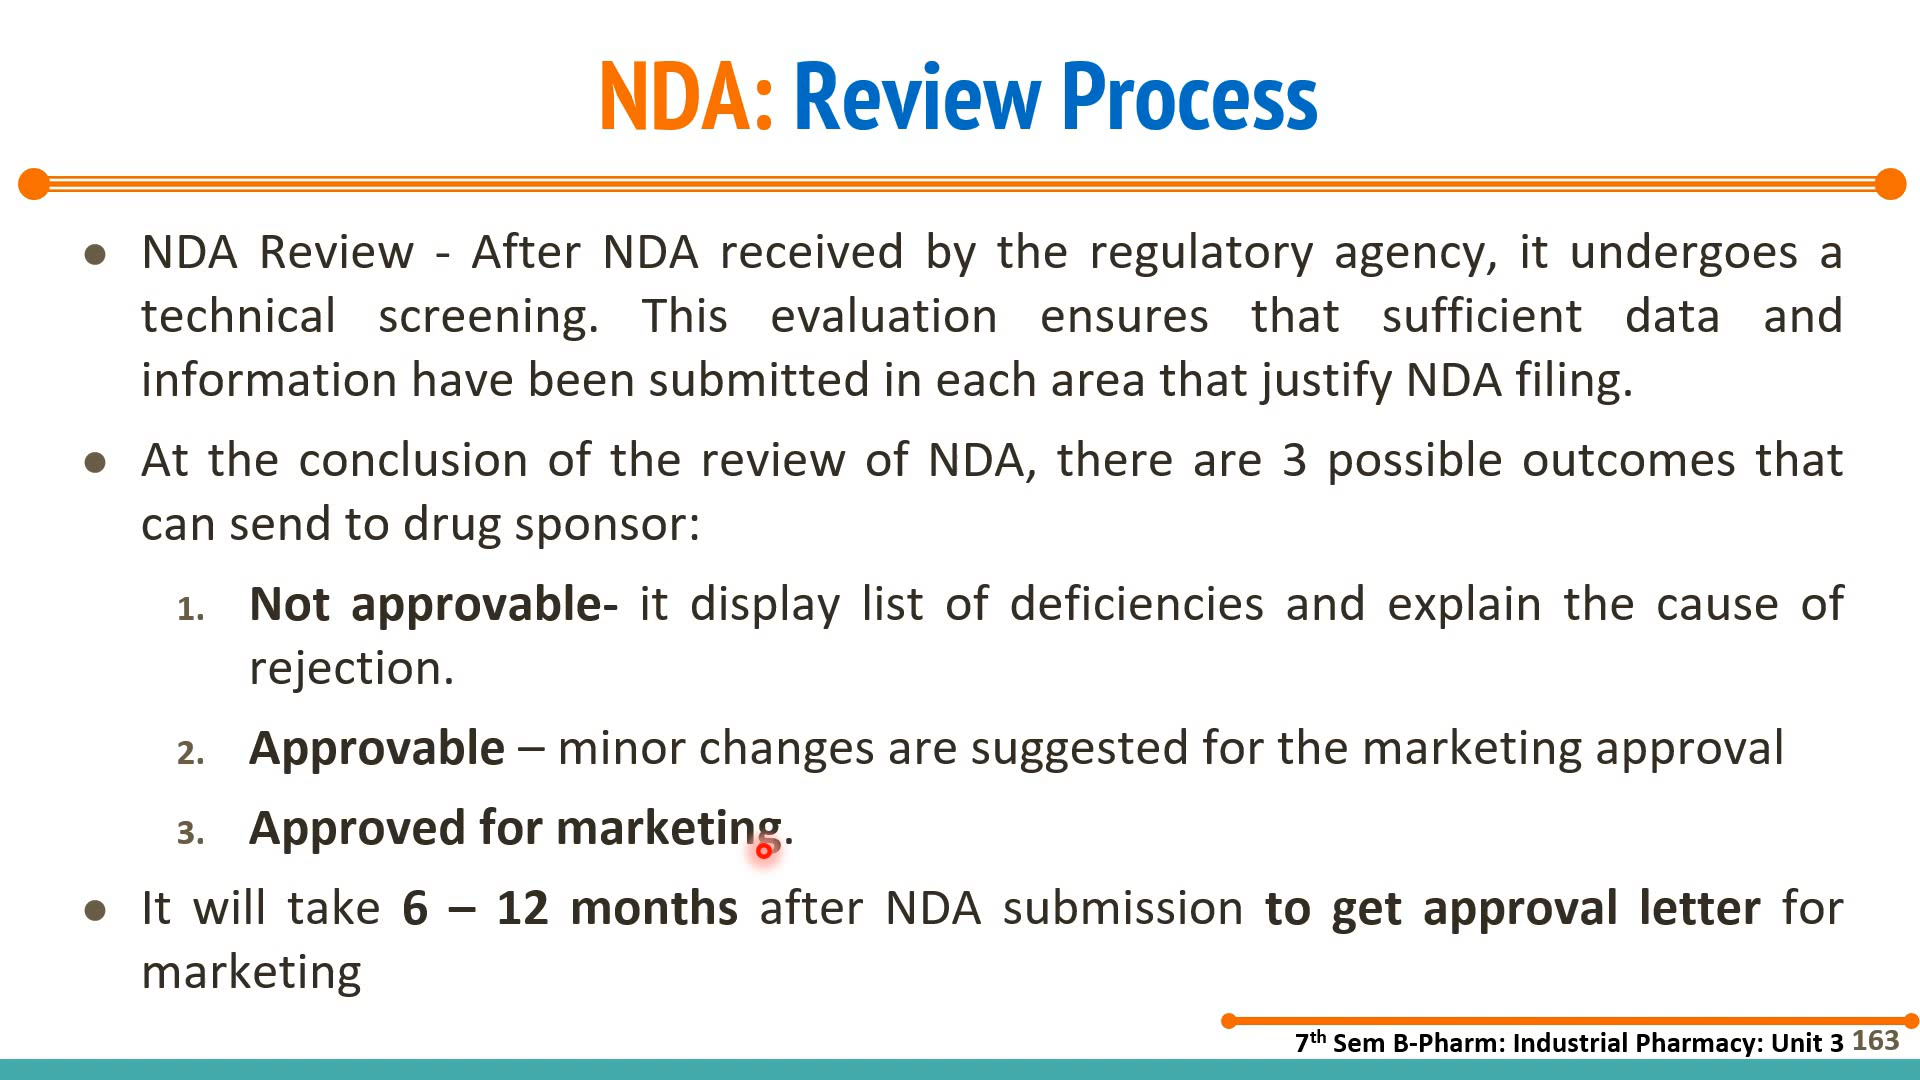 NDA: Review Process
● NDA Review - After NDA received by the regulatory agency, it undergoes a
technical screening. This evaluation ensures that sufficient data and
information have been submitted in each area that justify NDA filing.
● At the conclusion of the review of NDA, there are 3 possible outcomes that
can send to drug sponsor:
1. Not approvable- it display list of deficiencies and explain the cause of
rejection.
2. Approvable – minor changes are suggested for the marketing approval
3. Approved for marketing.
● It will take 6 – 12 months after NDA submission to get approval letter for
marketing
7th Sem B-Pharm: Industrial Pharmacy: Unit 3 163